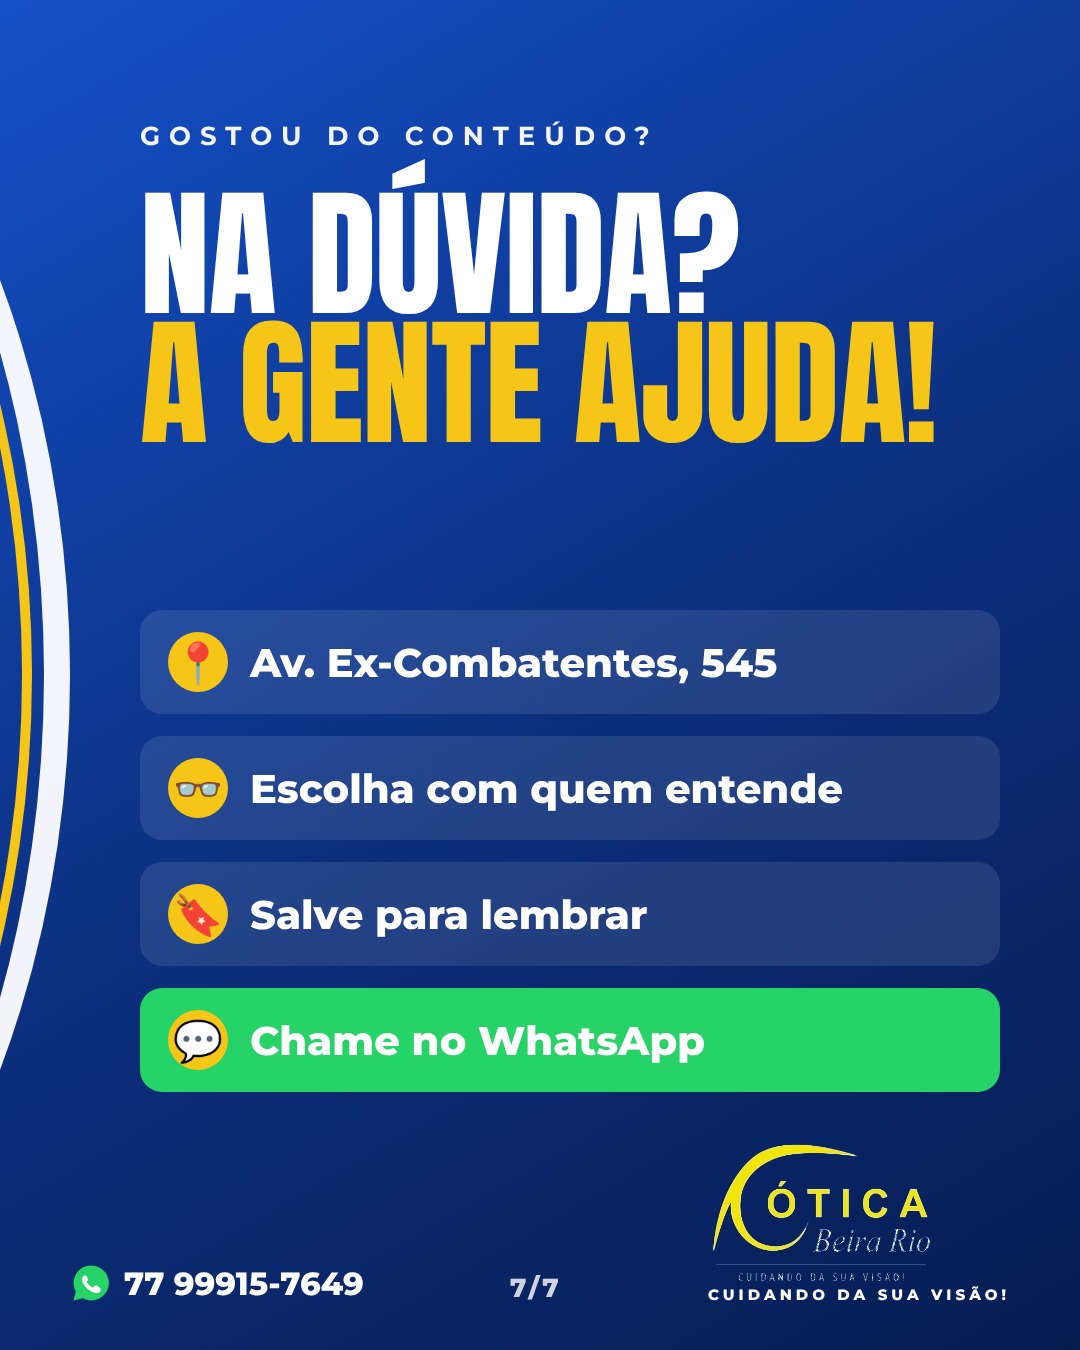 GOSTOU DO CONTEÚDO?
NA DÚVIDA?
A GENTE AJUDA!
Av. Ex-Combatentes, 545
Escolha com quem entende
Salve para lembrar
Chame no WhatsApp
ÓTICA
Beira Rio
CUIDANDO DA SUA VISÃO!
CUIDANDO DA SUA VISÃO!
77 99915-7649
7/7